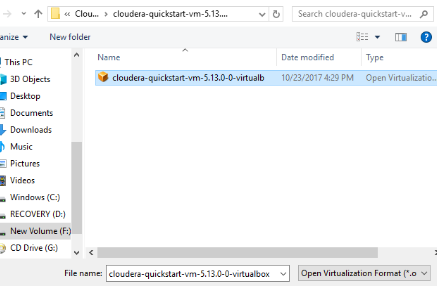 « Clou... › cloudera-quickstart-vm-5.13.... Search cloudera-quickstart-v...
anize New folder
Name Date modified Type
This PC
3D Objects
Desktop
Documents
Downloads
Music
Pictures
Videos
Windows (C:)
RECOVERY (D:)
New Volume (F:)
CD Drive (G:)
cloudera-quickstart-vm-5.13.0-0-virtualb 10/23/2017 4:29 PM Open Virtualizatio...
File name: cloudera-quickstart-vm-5.13.0-0-virtualbox Open Virtualization Format (*.o